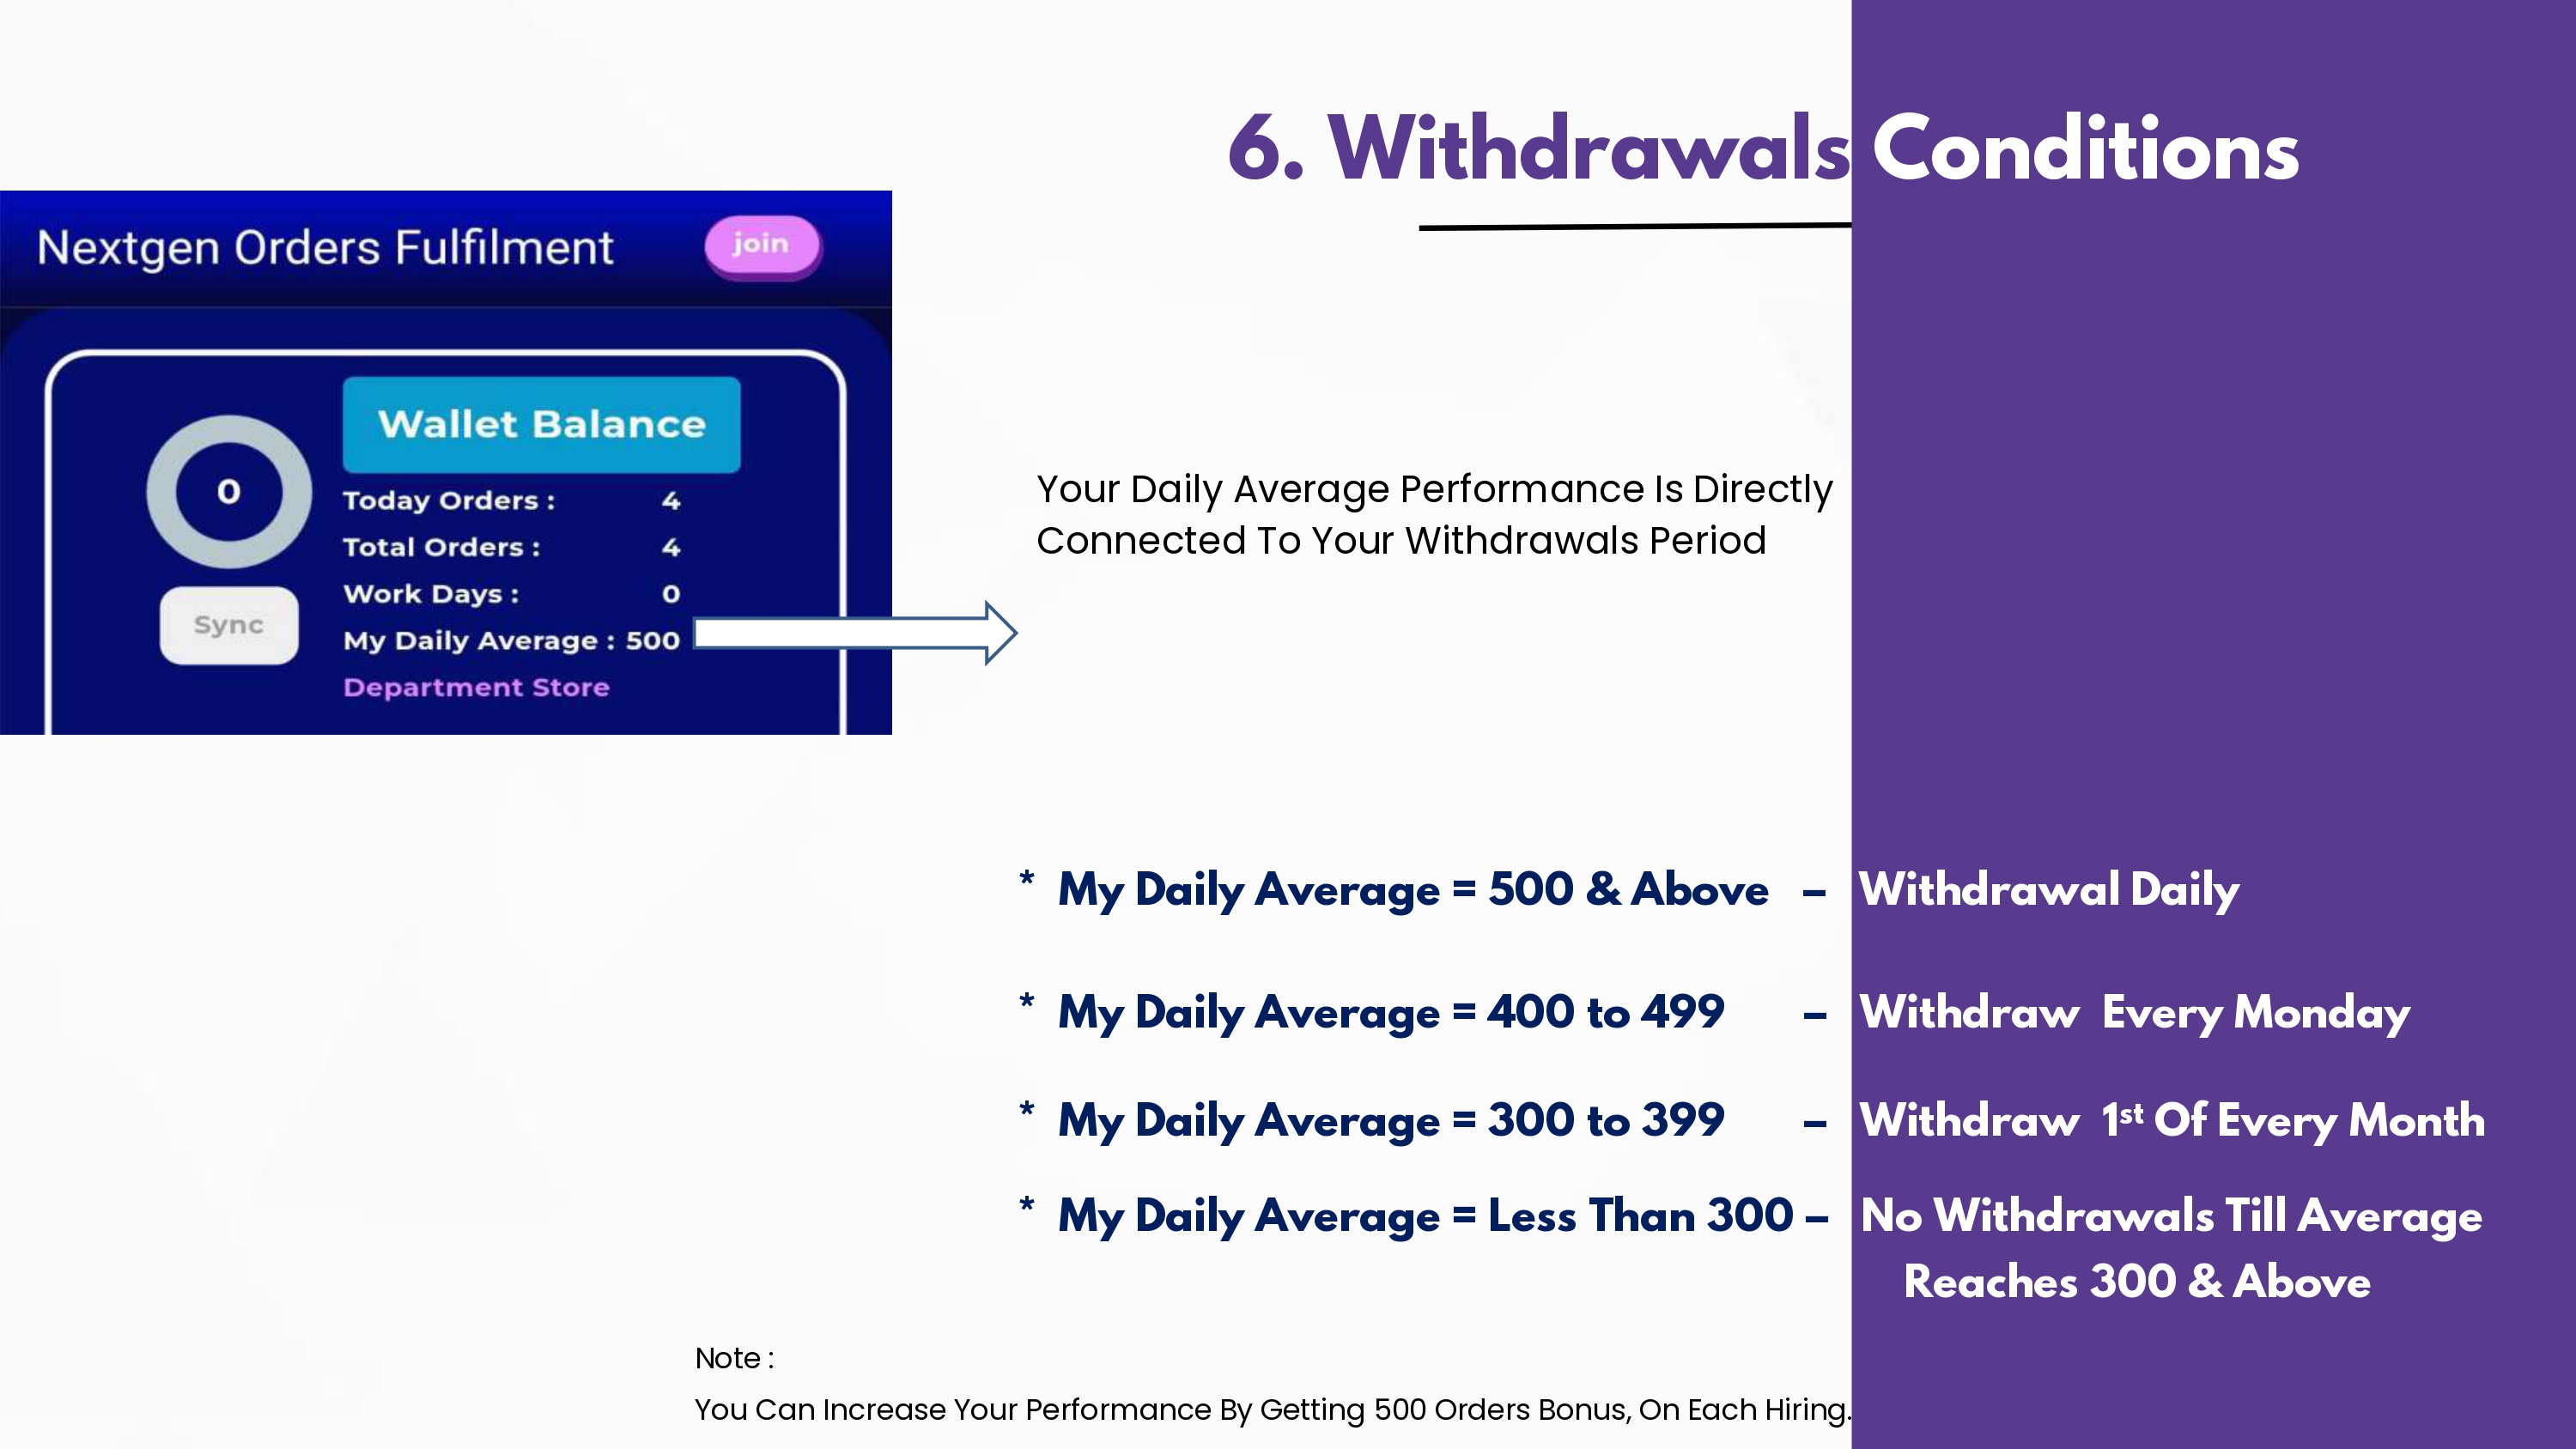 6. Withdrawals Conditions
Nextgen Orders Fulfilment
join
Wallet Balance
0
Today Orders : 4
Total Orders : 4
Work Days : 0
Sync
My Daily Average : 500
Department Store
Your Daily Average Performance Is Directly
Connected To Your Withdrawals Period
* My Daily Average = 500 & Above – Withdrawal Daily
* My Daily Average = 400 to 499 – Withdraw Every Monday
* My Daily Average = 300 to 399 – Withdraw 1st Of Every Month
* My Daily Average = Less Than 300 – No Withdrawals Till Average
Reaches 300 & Above
Note :
You Can Increase Your Performance By Getting 500 Orders Bonus, On Each Hiring.